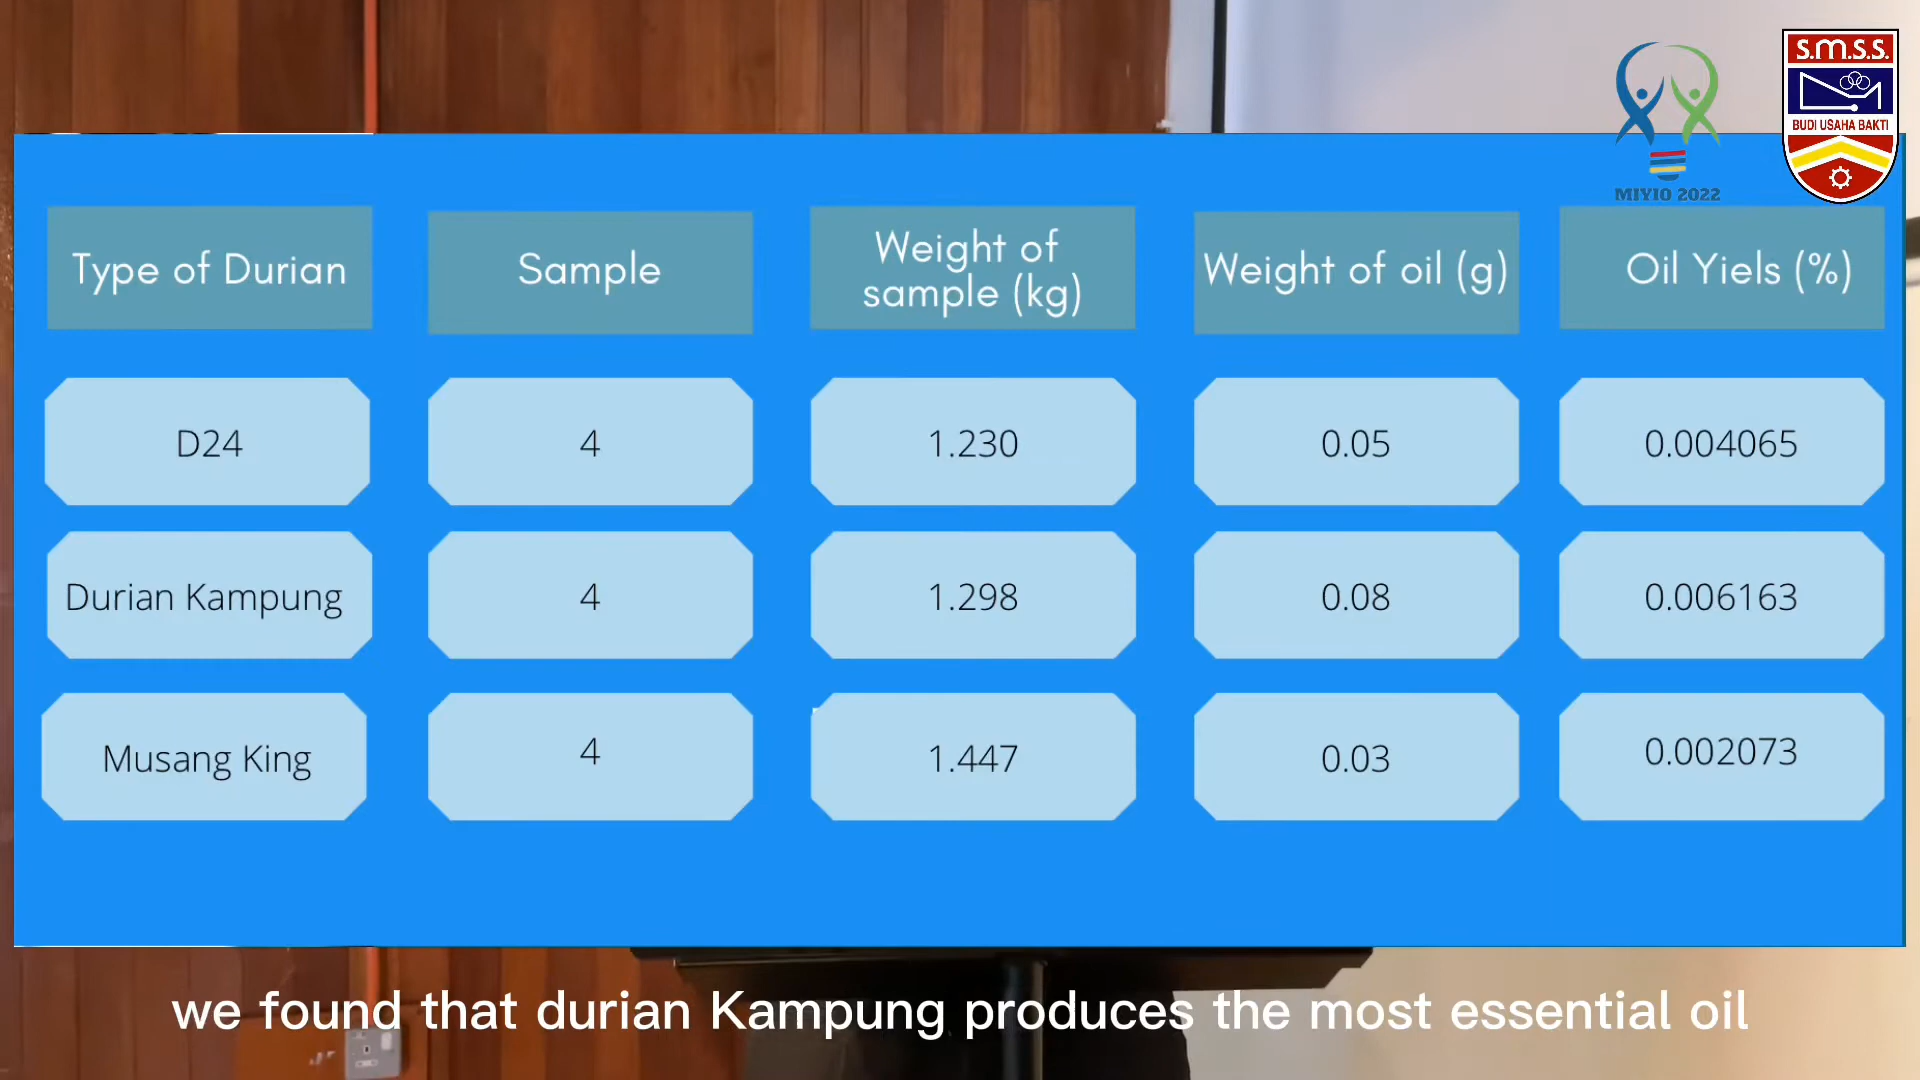 S.M.S.S.
BUDI USAHA BAKTI
MIYIO 2022
Type of Durian
Sample
Weight of
sample (kg)
Weight of oil (g)
Oil Yiels (%)
D24
4
1.230
0.05
0.004065
Durian Kampung
4
1.298
0.08
0.006163
Musang King
4
1.447
0.03
0.002073
we found that durian Kampung produces the most essential oil